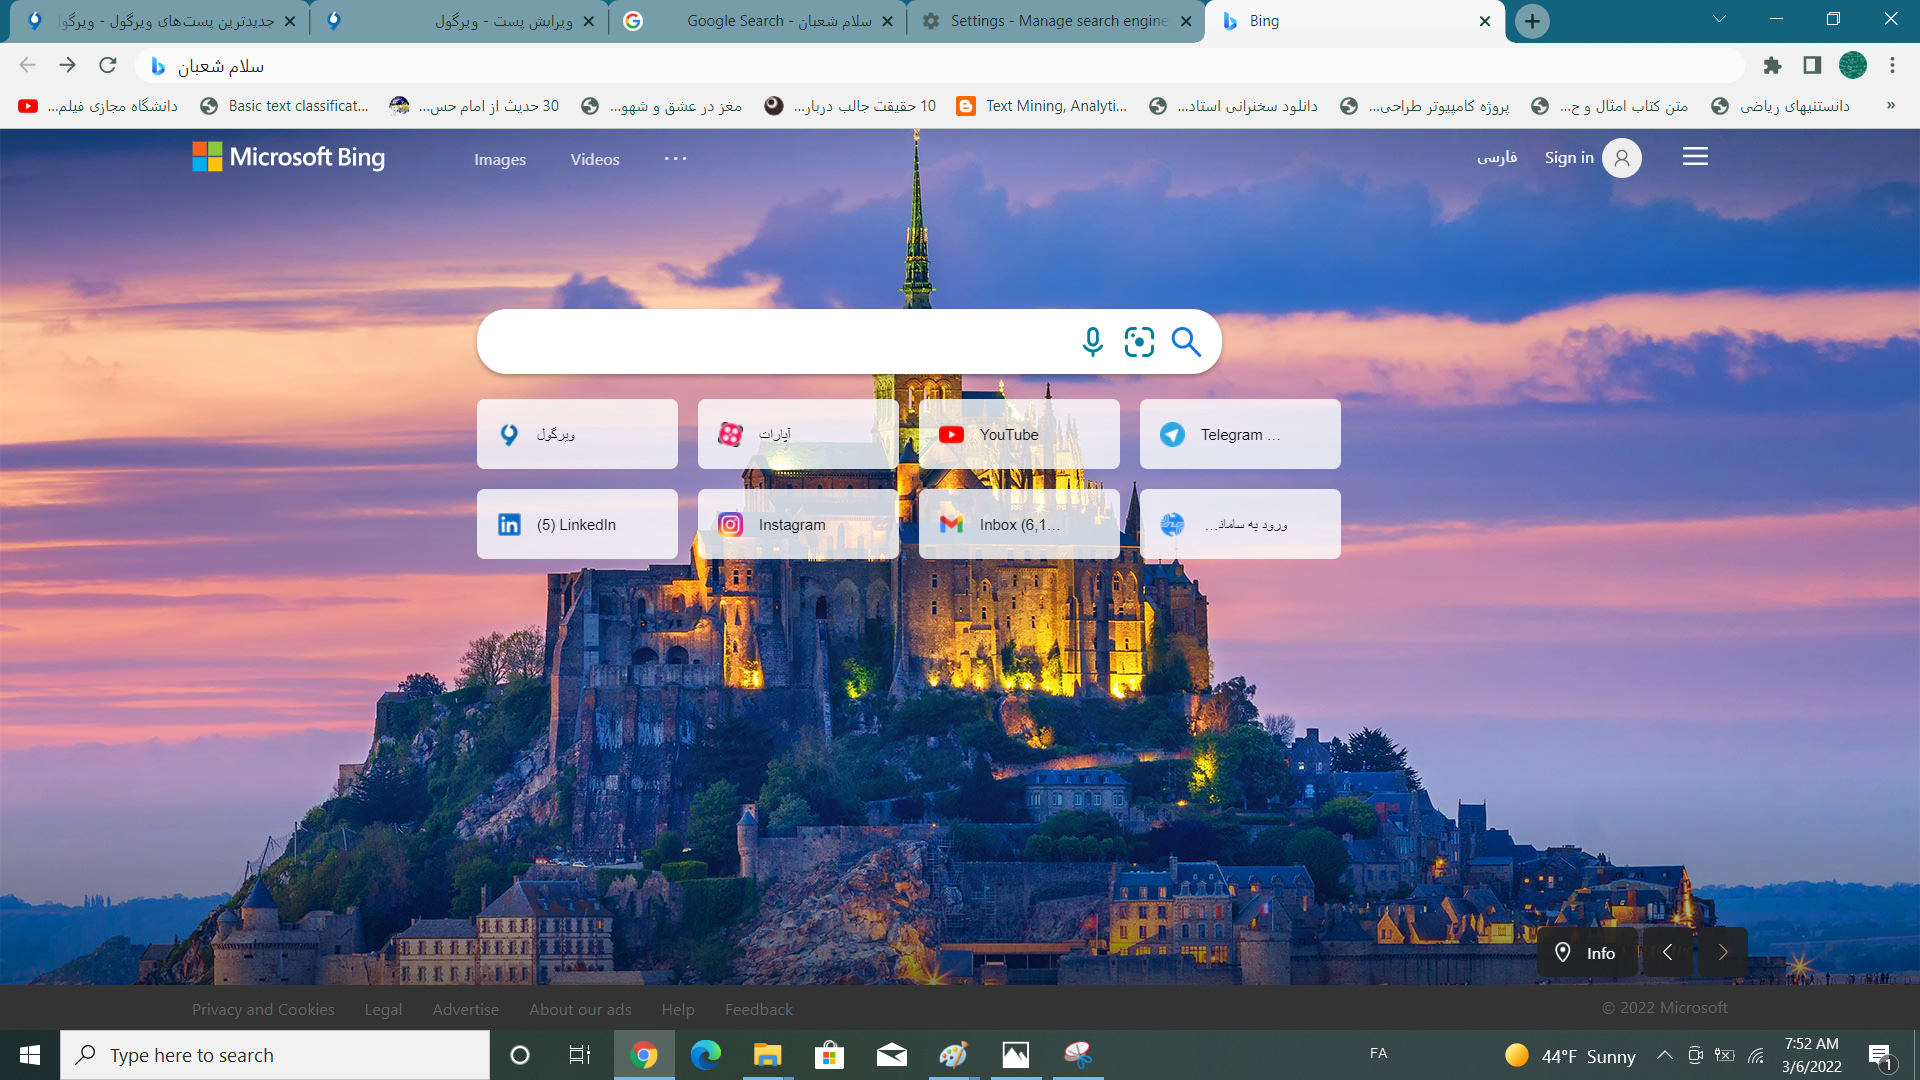 جدیدترین پست‌های ویرگول - ویرگول
ویرایش پست - ویرگول
سلام شعبان - Google Search
Settings - Manage search engine
Bing
سلام شعبان
دانشگاه مجازی فیلم...
Basic text classificat...
30 حدیث از امام حس...
مغز در عشق و شهو...
10 حقیقت جالب دربار...
Text Mining, Analyti...
دانلود سخنرانی استاد...
پروژه کامپیوتر طراحی...
متن کتاب امثال و ح...
دانستنیهای ریاضی
»
Microsoft Bing
Images
Videos
فارسی
Sign in
ویرگول
آپارات
YouTube
Telegram ...
(5) LinkedIn
Instagram
Inbox (6,1...
ورود به سامانه...
Info
Privacy and Cookies
Legal
Advertise
About our ads
Help
Feedback
© 2022 Microsoft
Type here to search
FA
44°F Sunny
7:52 AM
3/6/2022
1